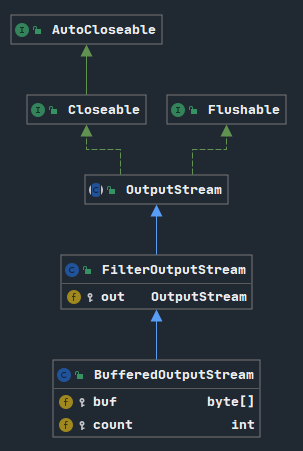 AutoCloseable
Closeable
Flushable
OutputStream
FilterOutputStream
out OutputStream
BufferedOutputStream
buf byte[]
count int